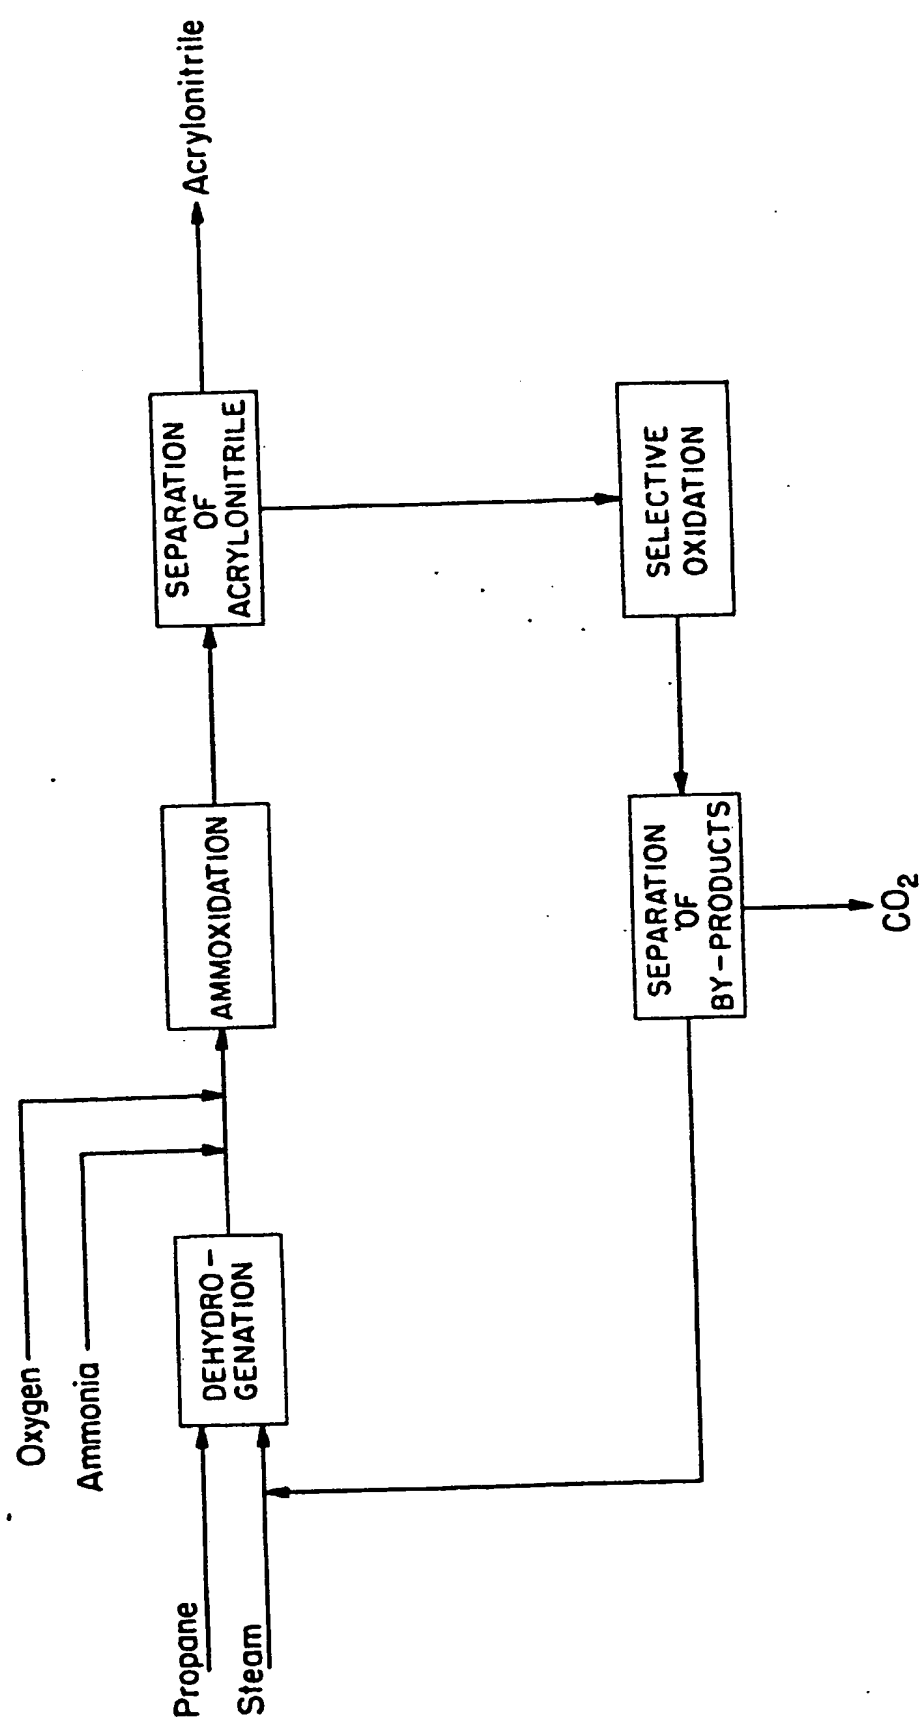 Oxygen
Ammonia
Propane
Steam
DEHYDRO-
GENATION
AMMOXIDATION
SEPARATION
OF
ACRYLONITRILE
Acrylonitrile
SELECTIVE
OXIDATION
SEPARATION
OF
BY-PRODUCTS
CO₂